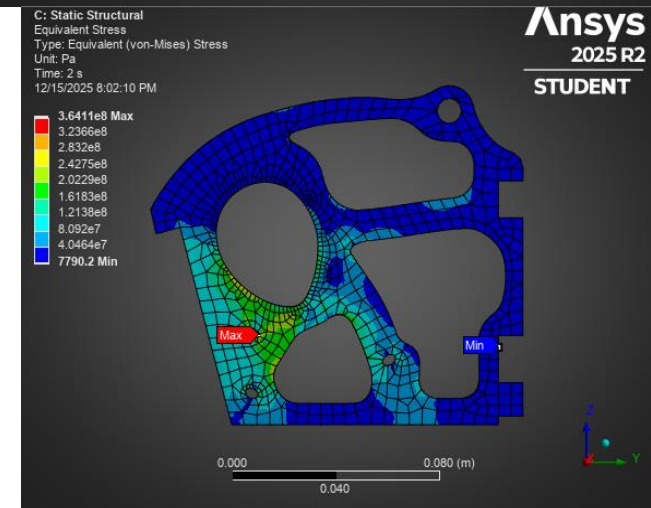 C: Static Structural
Equivalent Stress
Type: Equivalent (von-Mises) Stress
Unit: Pa
Time: 2 s
12/15/2025 8:02:10 PM
3.6411e8 Max
3.2366e8
2.832e8
2.4275e8
2.0229e8
1.6183e8
1.2138e8
8.092e7
4.0464e7
7790.2 Min
Ansys
2025 R2
STUDENT
Max
Min
0.000
0.080 (m)
0.040
Z
Y
X